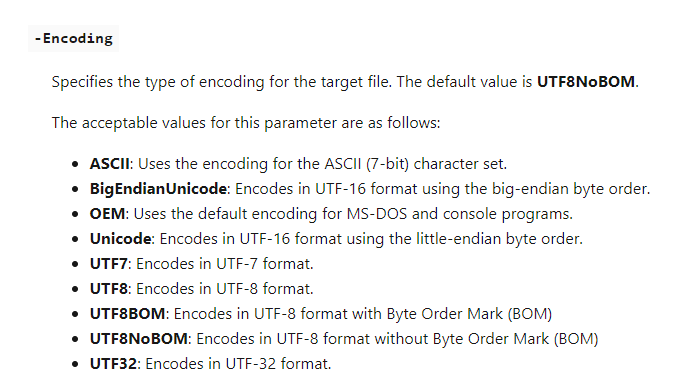 -Encoding
Specifies the type of encoding for the target file. The default value is UTF8NoBOM.
The acceptable values for this parameter are as follows:
• ASCII: Uses the encoding for the ASCII (7-bit) character set.
• BigEndianUnicode: Encodes in UTF-16 format using the big-endian byte order.
• OEM: Uses the default encoding for MS-DOS and console programs.
• Unicode: Encodes in UTF-16 format using the little-endian byte order.
• UTF7: Encodes in UTF-7 format.
• UTF8: Encodes in UTF-8 format.
• UTF8BOM: Encodes in UTF-8 format with Byte Order Mark (BOM)
• UTF8NoBOM: Encodes in UTF-8 format without Byte Order Mark (BOM)
• UTF32: Encodes in UTF-32 format.